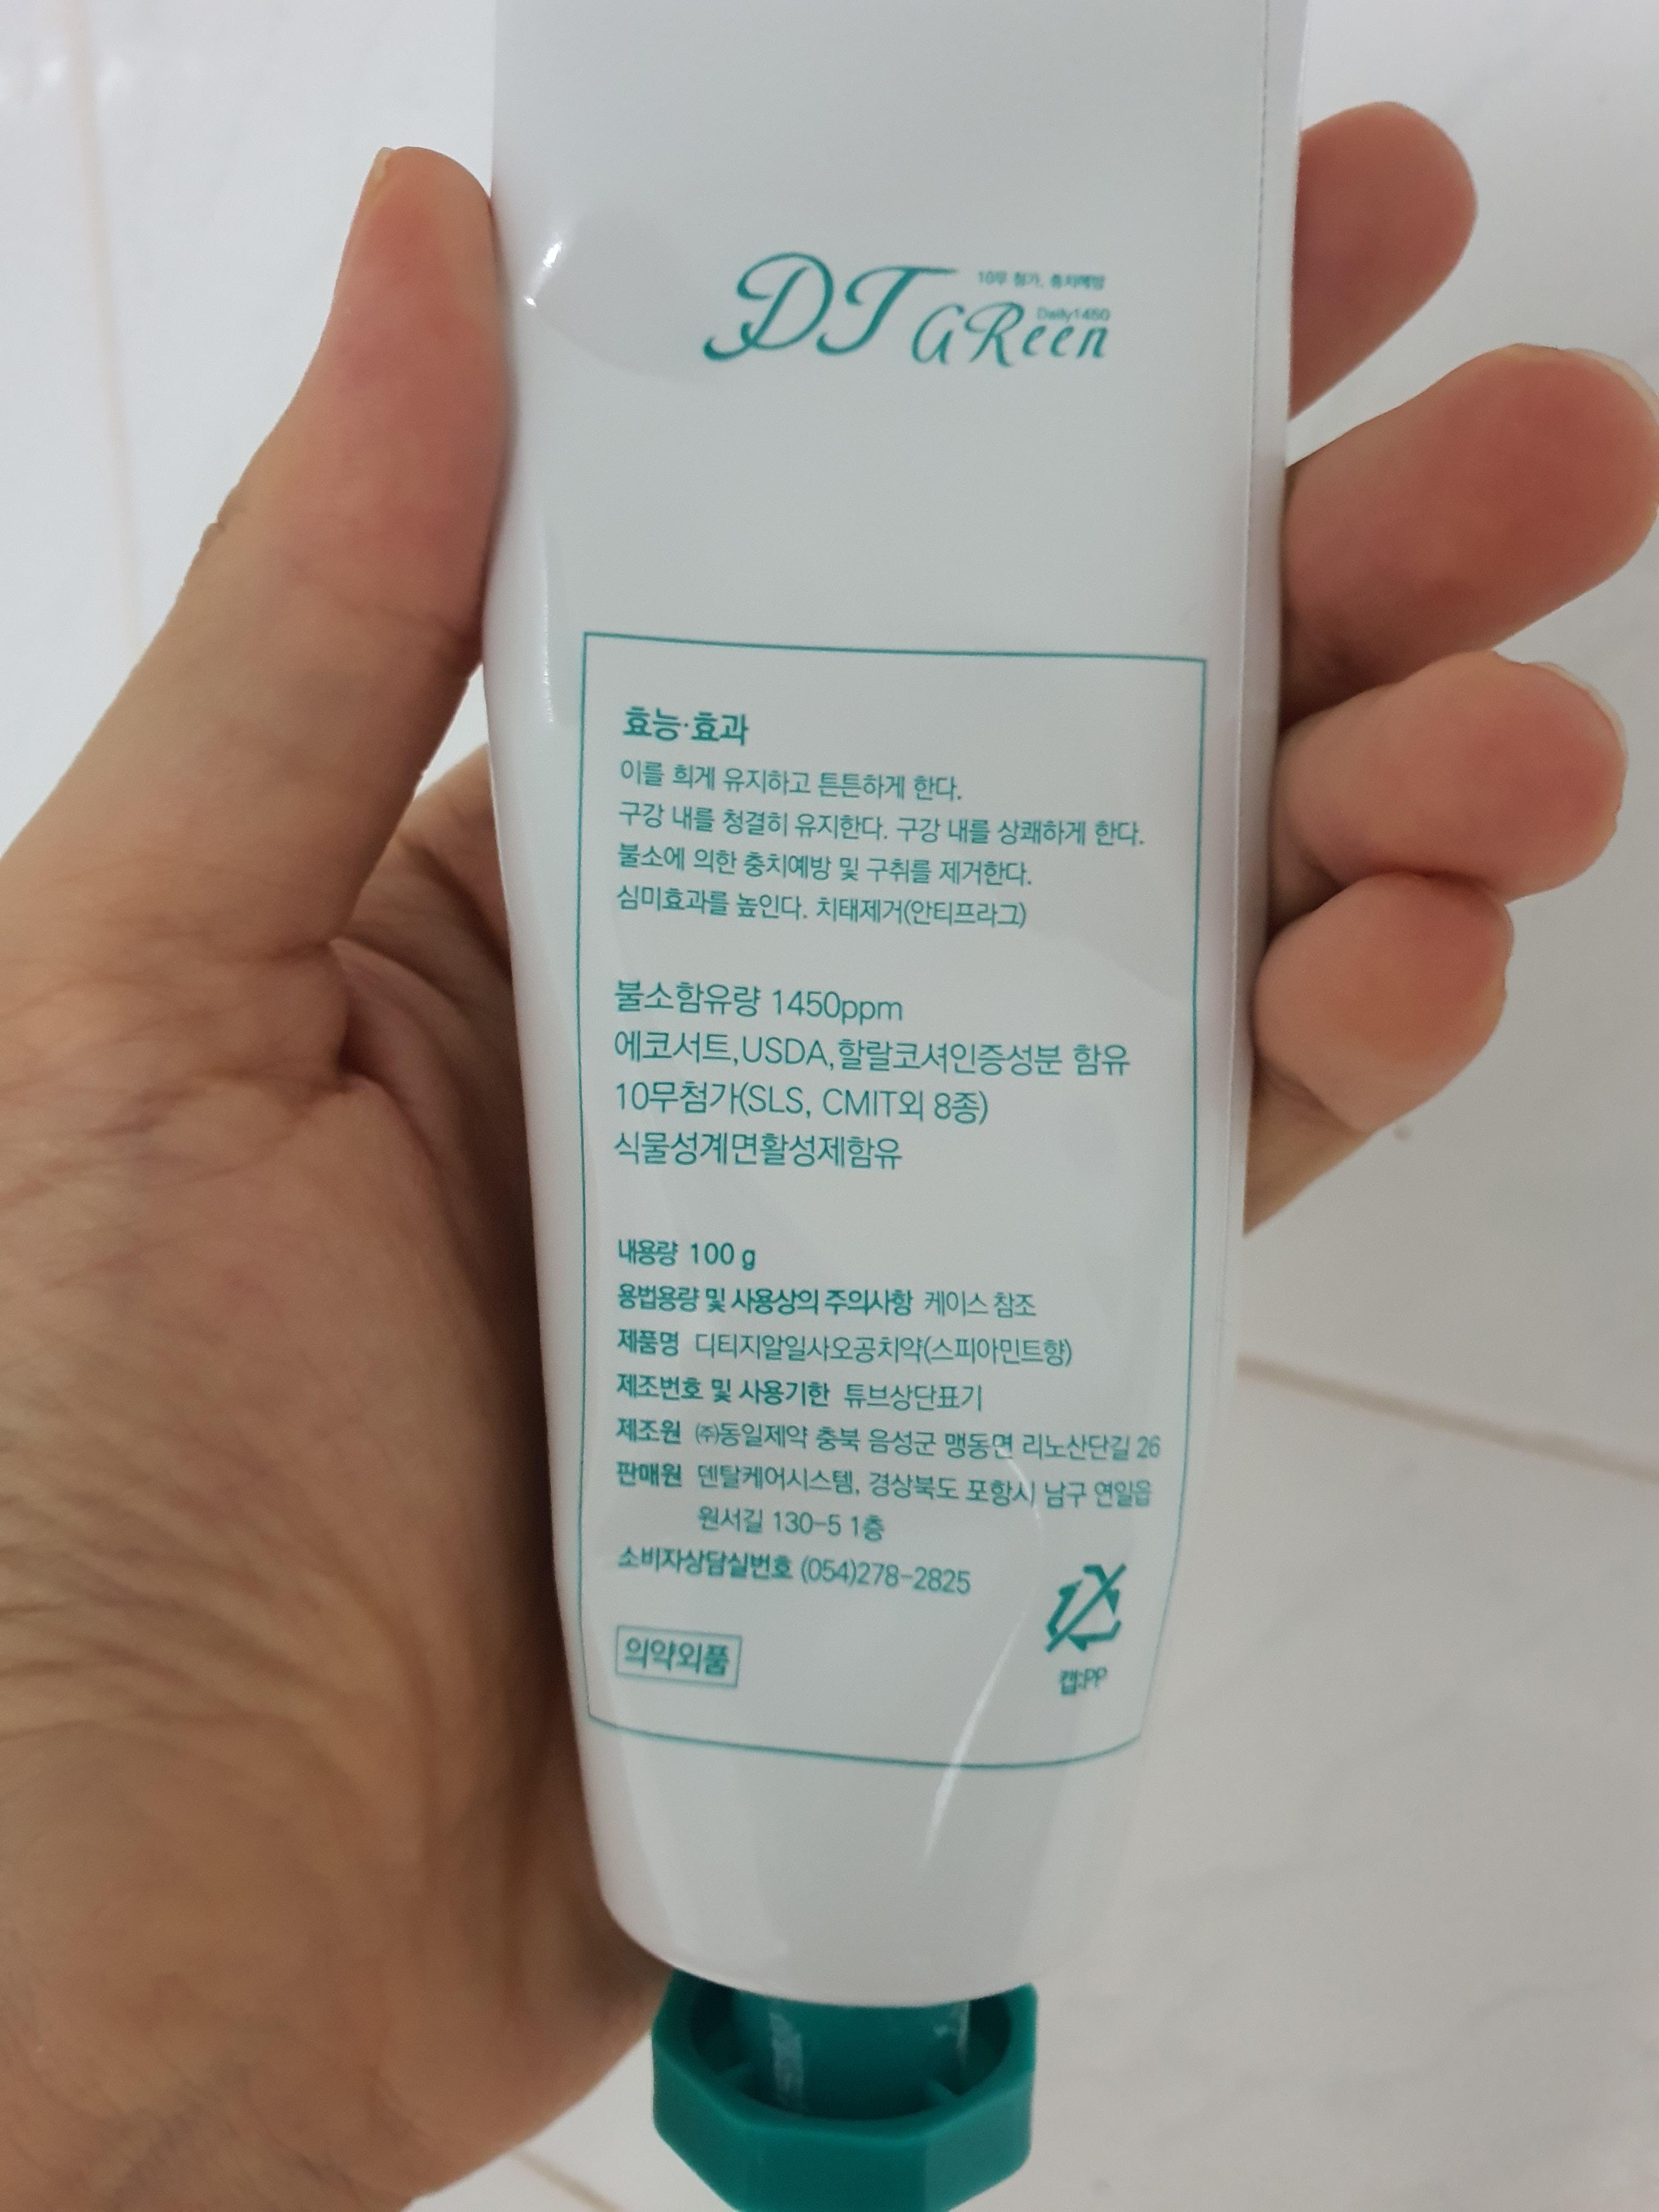 DT GReen
10무 첨가, 충치예방
Daily1450
효능·효과
이를 희게 유지하고 튼튼하게 한다.
구강 내를 청결히 유지한다. 구강 내를 상쾌하게 한다.
불소에 의한 충치예방 및 구취를 제거한다.
심미효과를 높인다. 치태제거(안티프라그)
불소함유량 1450ppm
에코서트,USDA,할랄코셔인증성분 함유
10무첨가(SLS, CMIT외 8종)
식물성계면활성제함유
내용량 100 g
용법용량 및 사용상의 주의사항 케이스 참조
제품명 디티지알일사오공치약(스피아민트향)
제조번호 및 사용기한 튜브상단표기
제조원 ㈜동일제약 충북 음성군 맹동면 리노산단길 26
판매원 덴탈케어시스템, 경상북도 포항시 남구 연일읍
원서길 130-5 1층
소비자상담실번호 (054)278-2825
의약외품
캡:PP